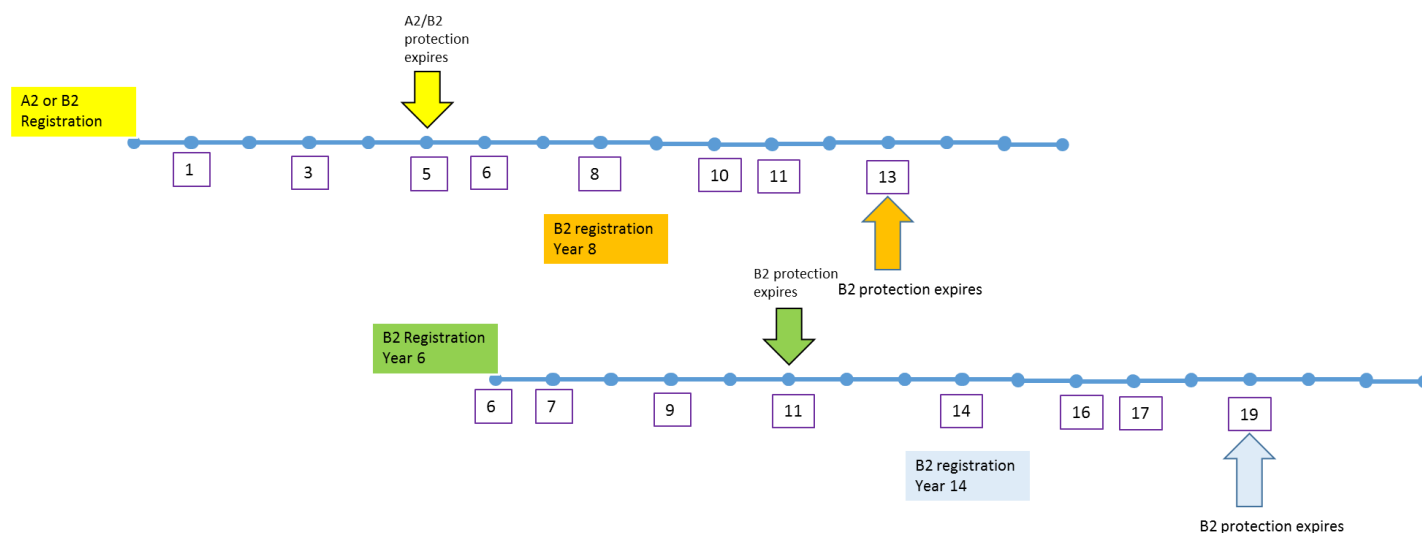 A2/B2
protection
expires
A2 or B2
Registration
1
3
5
6
8
10
11
13
B2 registration
Year 8
B2 protection
expires
B2 protection expires
B2 Registration
Year 6
6
7
9
11
14
16
17
19
B2 registration
Year 14
B2 protection expires